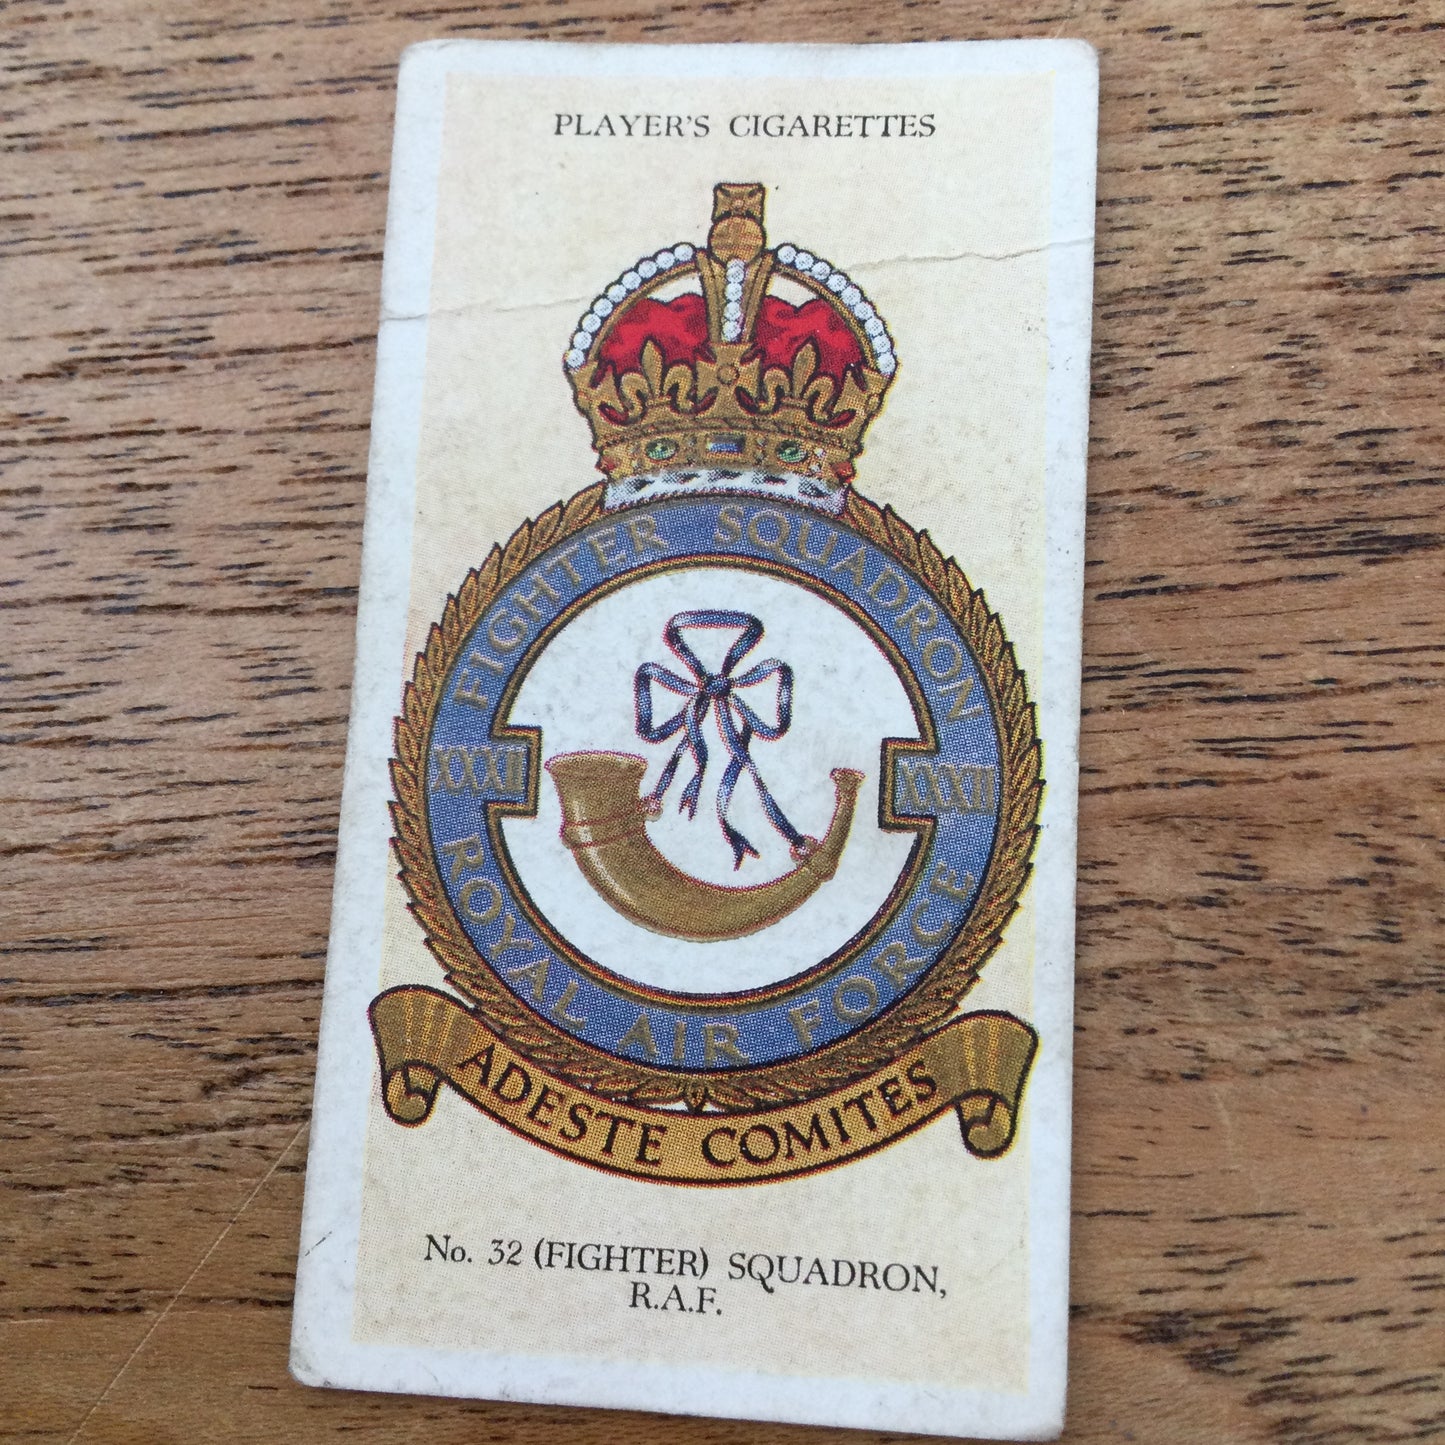 PLAYER'S CIGARETTES
FIGHTER SQUADRON
XXXII XXXII
ROYAL AIR FORCE
ADESTE COMITES
No. 32 (FIGHTER) SQUADRON,
R.A.F.